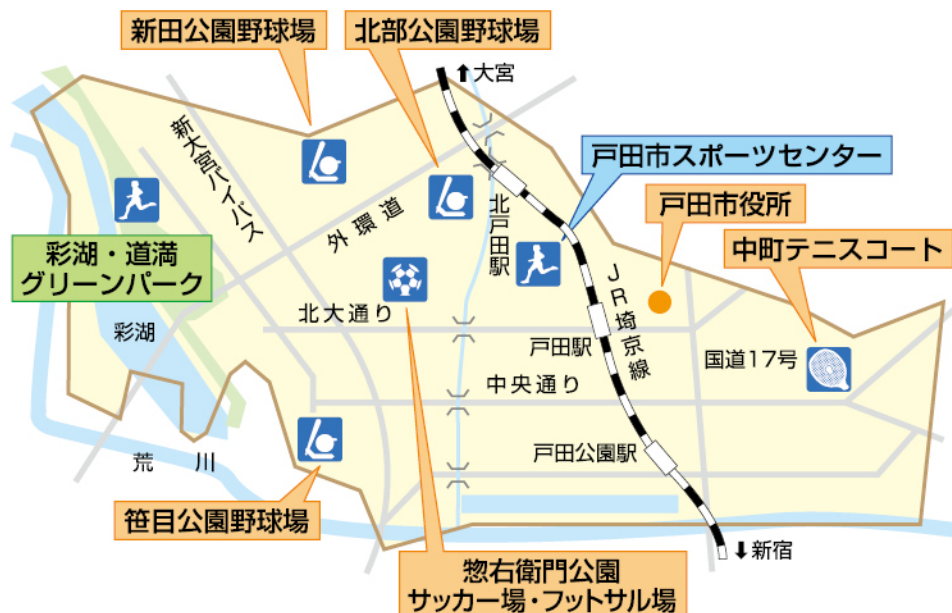 新田公園野球場
北部公園野球場
⬆大宮
新大宮バイパス
外環道
北戸田駅
戸田市スポーツセンター
戸田市役所
中町テニスコート
彩湖・道満
グリーンパーク
彩湖
北大通り
JR埼京線
戸田駅
国道17号
中央通り
戸田公園駅
荒川
笹目公園野球場
惣右衛門公園
サッカー場・フットサル場
⬇新宿